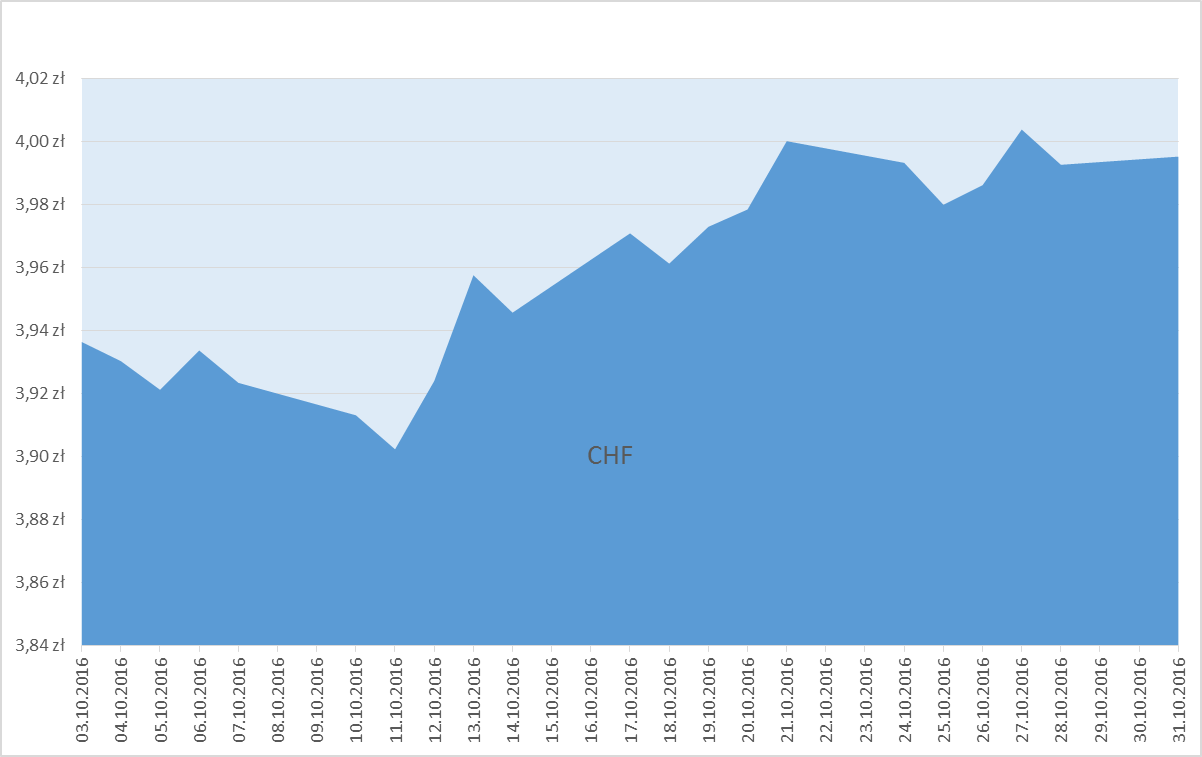 4,02 zł
4,00 zł
3,98 zł
3,96 zł
3,94 zł
3,92 zł
3,90 zł
3,88 zł
3,86 zł
3,84 zł
CHF
03.10.2016
04.10.2016
05.10.2016
06.10.2016
07.10.2016
08.10.2016
09.10.2016
10.10.2016
11.10.2016
12.10.2016
13.10.2016
14.10.2016
15.10.2016
16.10.2016
17.10.2016
18.10.2016
19.10.2016
20.10.2016
21.10.2016
22.10.2016
23.10.2016
24.10.2016
25.10.2016
26.10.2016
27.10.2016
28.10.2016
29.10.2016
30.10.2016
31.10.2016